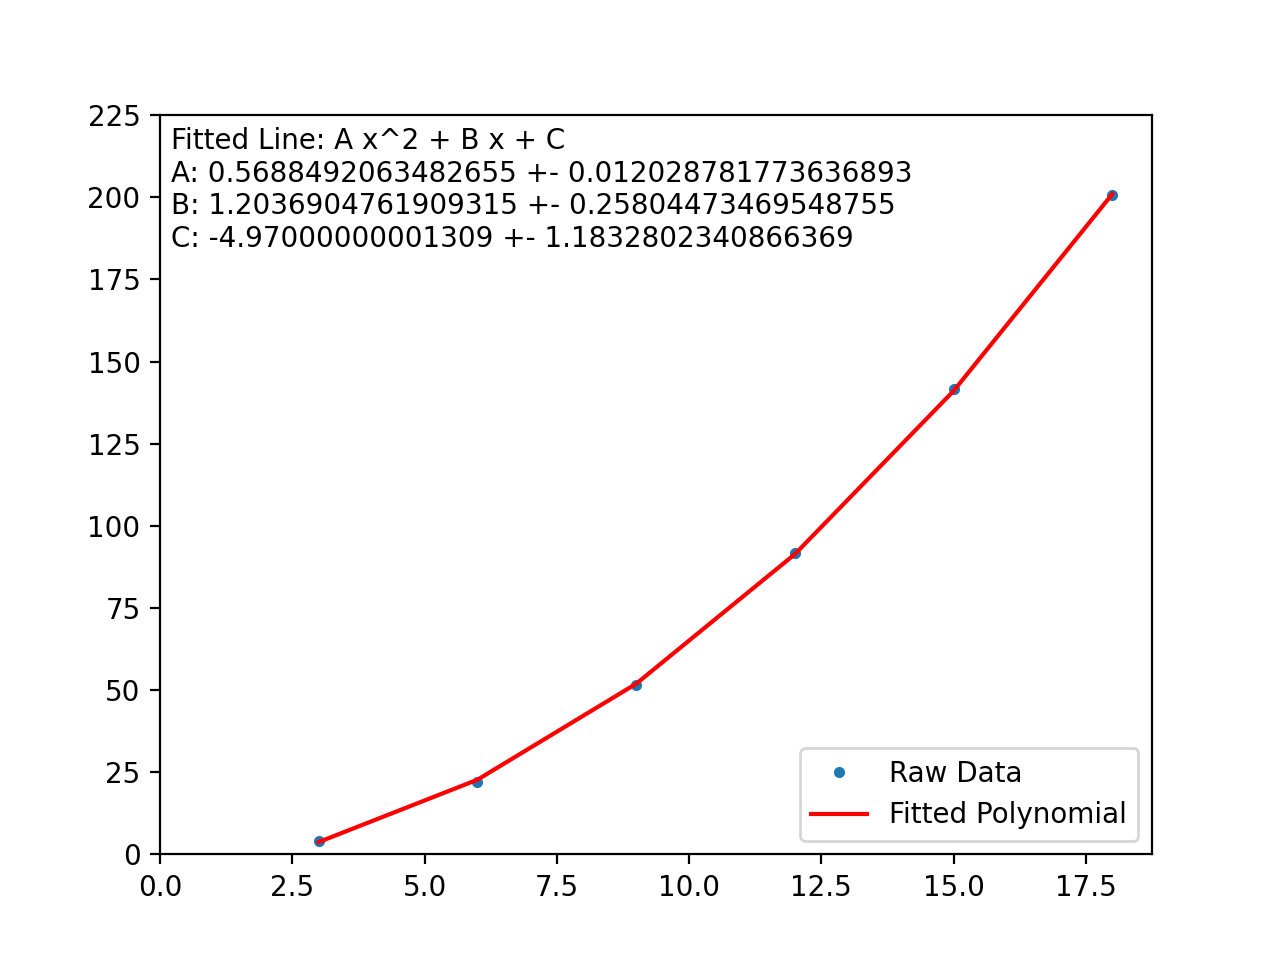 225
Fitted Line: A x^2 + B x + C
A: 0.5688492063482655 +- 0.012028781773636893
200
B: 1.2036904761909315 +- 0.25804473469548755
C: -4.97000000001309 +- 1.1832802340866369
175
150
125
100
75
50
25
Raw Data
Fitted Polynomial
0
0.0 2.5 5.0 7.5 10.0 12.5 15.0 17.5